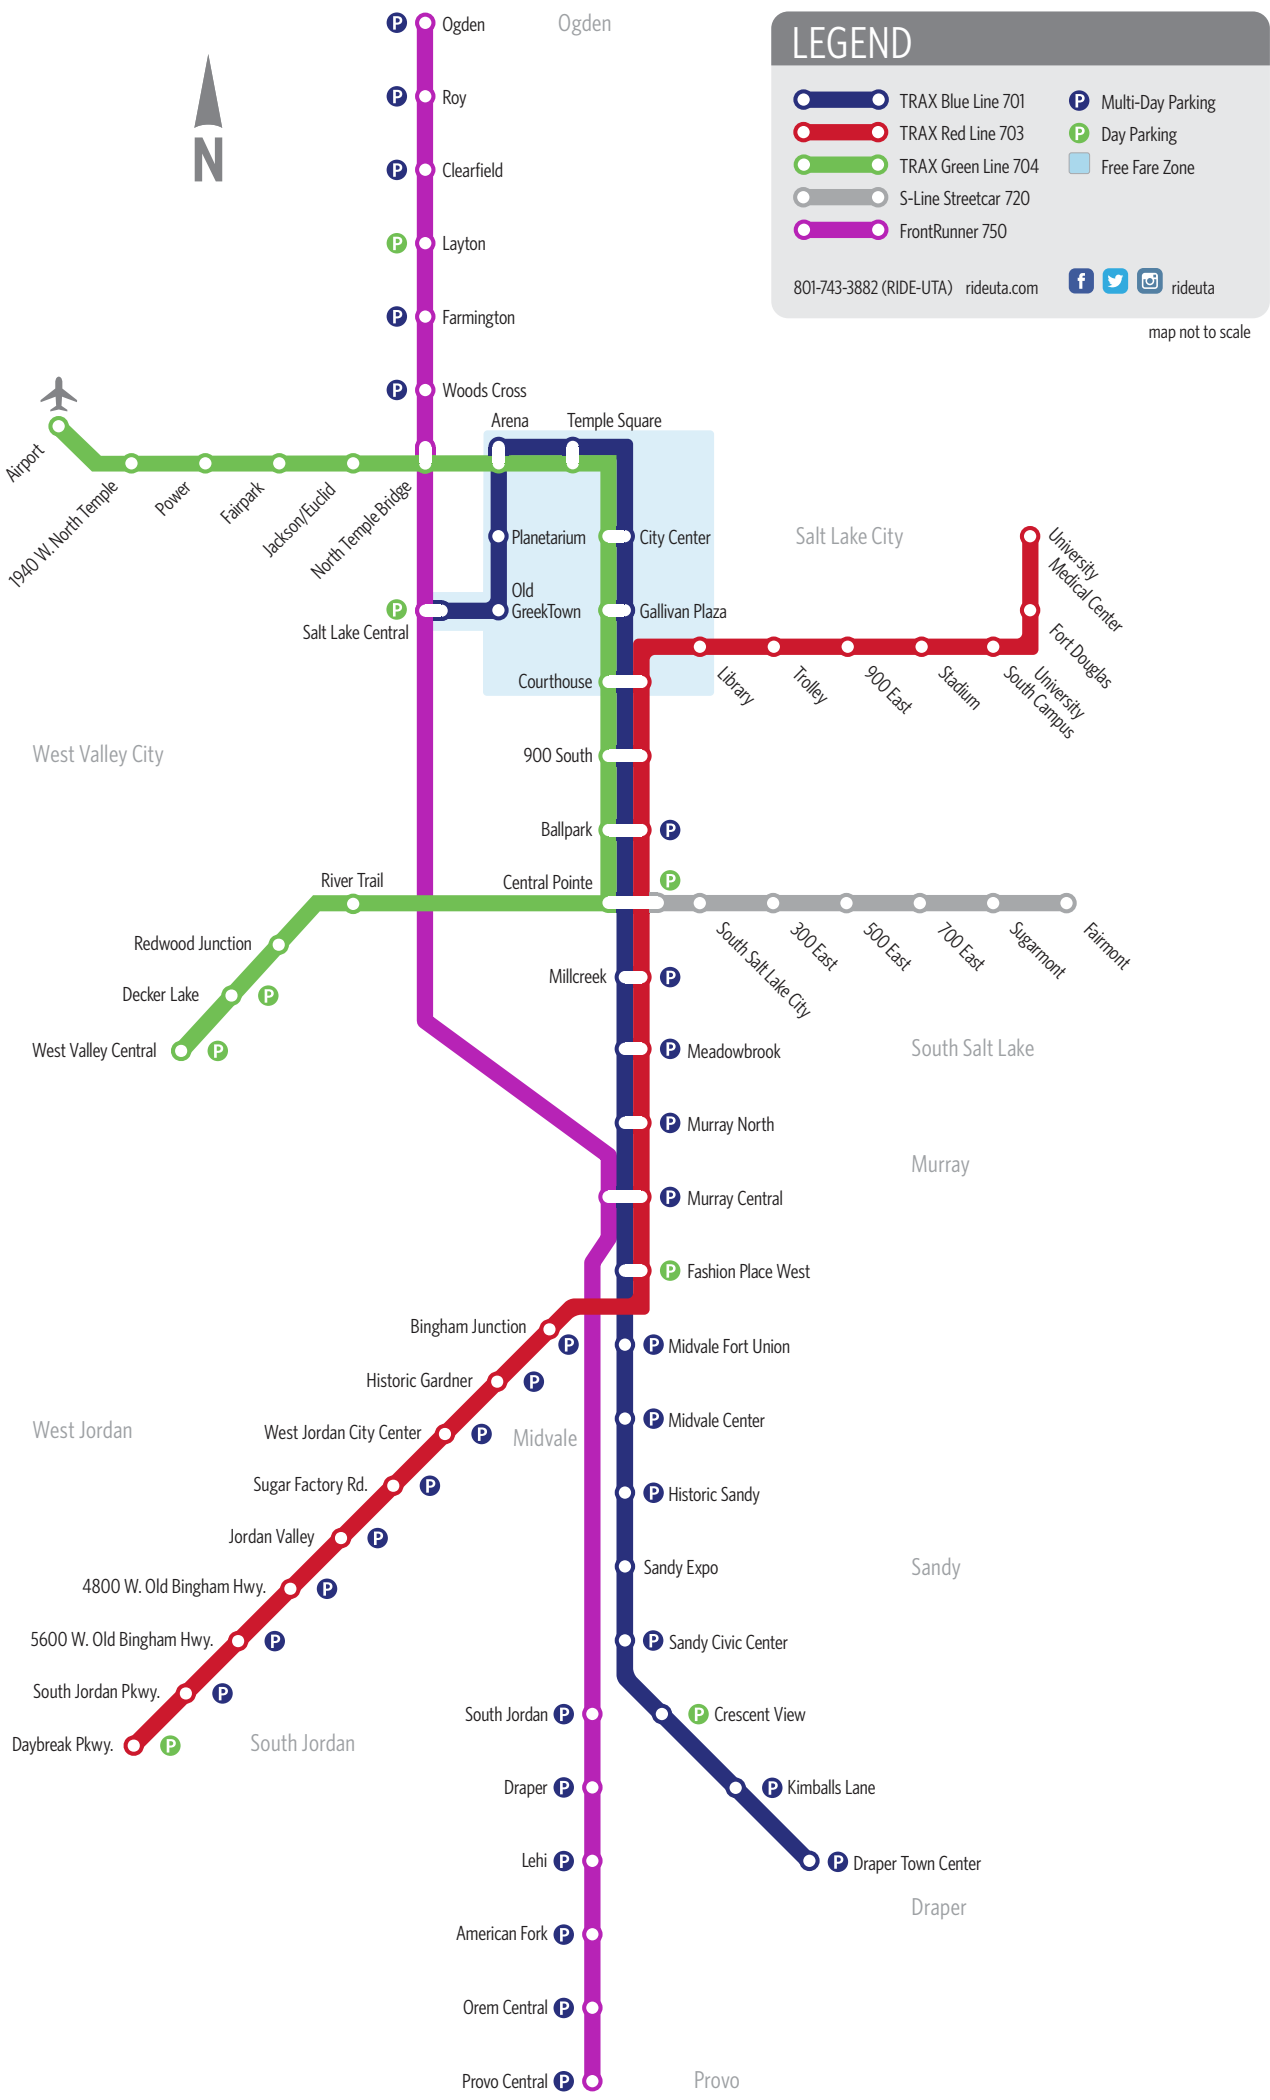 P Ogden
Ogden
LEGEND
TRAX Blue Line 701
P Multi-Day Parking
TRAX Red Line 703
P Day Parking
TRAX Green Line 704
Free Fare Zone
S-Line Streetcar 720
FrontRunner 750
801-743-3882 (RIDE-UTA) rideuta.com
f rideuta
map not to scale
N
P Roy
P Clearfield
P Layton
P Farmington
P Woods Cross
Arena
Temple Square
Airport
1940 W. North Temple
Power
Fairpark
Jackson/Euclid
North Temple Bridge
Planetarium
City Center
Salt Lake City
University
Medical Center
Old
GreekTown
Gallivan Plaza
P
Salt Lake Central
Fort Douglas
Courthouse
Library
Trolley
900 East
Stadium
University
South Campus
West Valley City
900 South
Ballpark P
River Trail
Central Pointe P
South Salt Lake City
300 East
500 East
700 East
Sugarmont
Fairmont
Redwood Junction
Decker Lake P
West Valley Central P
Millcreek P
P Meadowbrook
South Salt Lake
P Murray North
Murray
P Murray Central
P Fashion Place West
Bingham Junction P
P Midvale Fort Union
Historic Gardner P
West Jordan
West Jordan City Center P
Midvale
P Midvale Center
Sugar Factory Rd. P
P Historic Sandy
Jordan Valley P
Sandy Expo
Sandy
4800 W. Old Bingham Hwy. P
5600 W. Old Bingham Hwy. P
P Sandy Civic Center
South Jordan Pkwy. P
South Jordan P
P Crescent View
Daybreak Pkwy. P
South Jordan
Draper P
P Kimballs Lane
Lehi P
P Draper Town Center
Draper
American Fork P
Orem Central P
Provo Central P
Provo